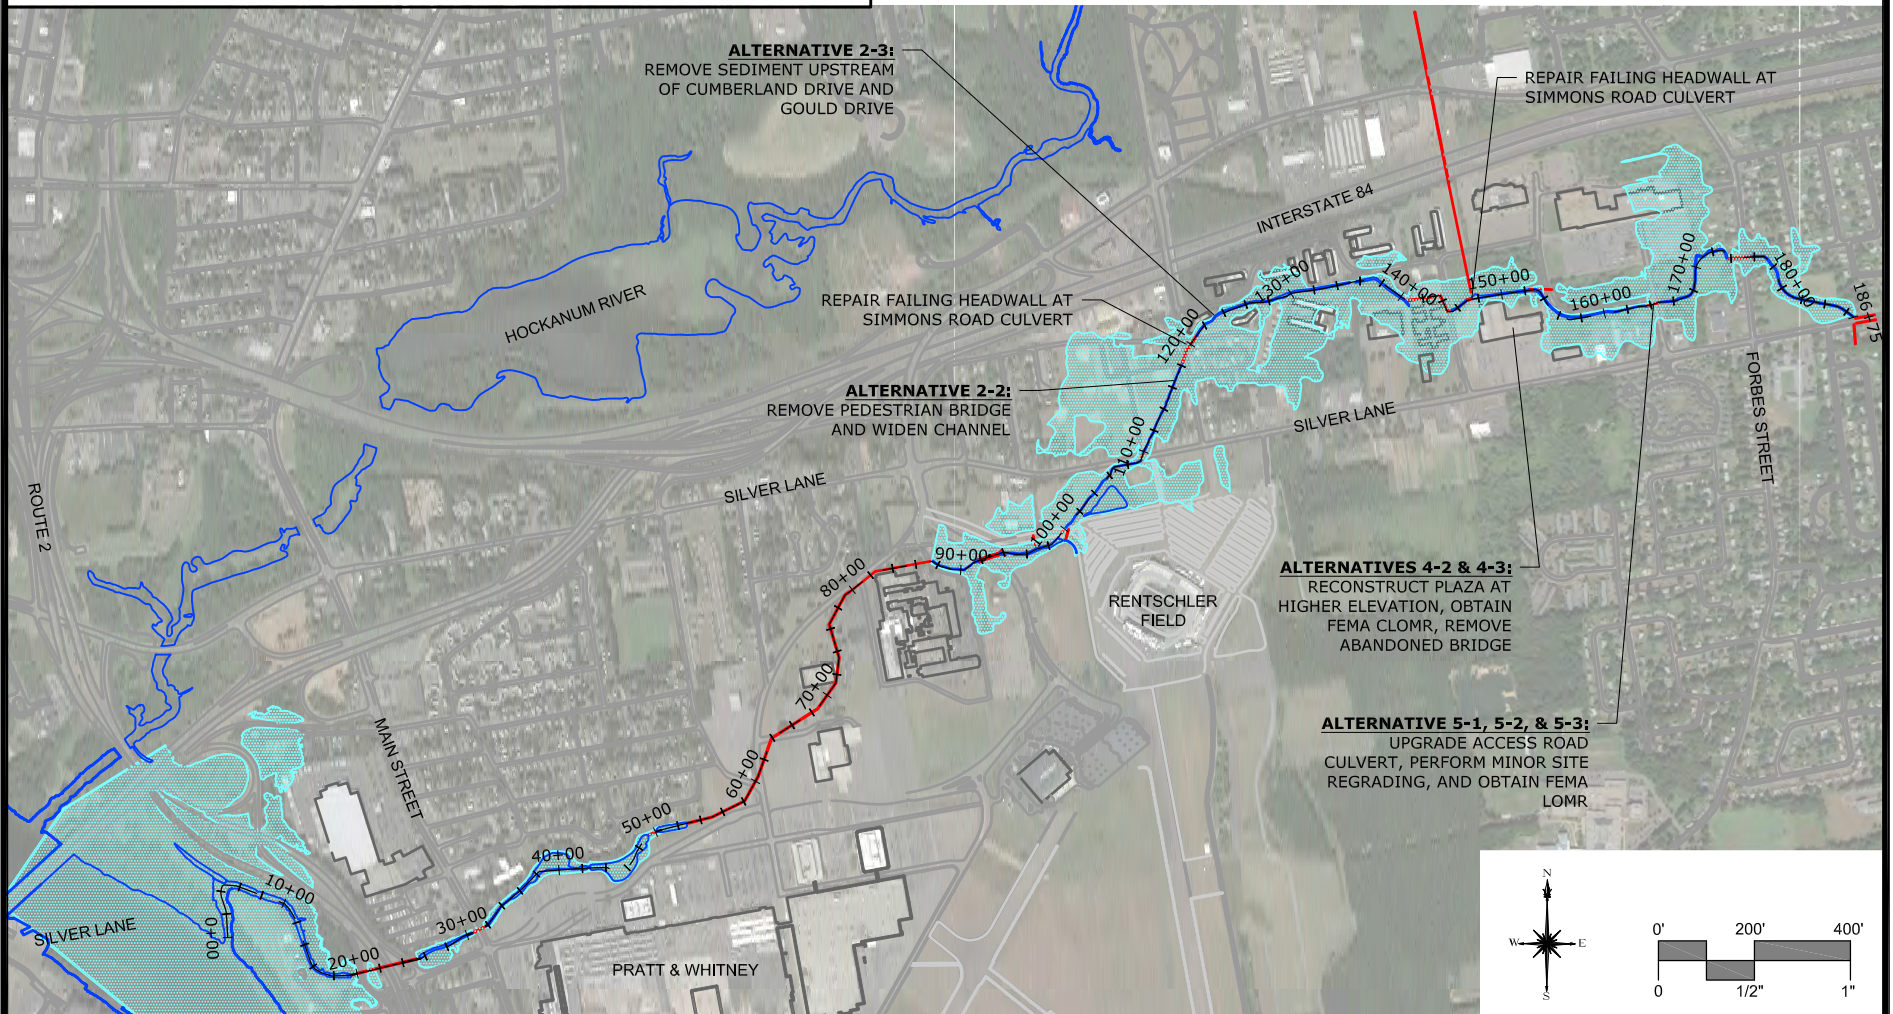 ALTERNATIVE 2-3:
REMOVE SEDIMENT UPSTREAM
OF CUMBERLAND DRIVE AND
GOULD DRIVE
REPAIR FAILING HEADWALL AT
SIMMONS ROAD CULVERT
INTERSTATE 84
HOCKANUM RIVER
REPAIR FAILING HEADWALL AT
SIMMONS ROAD CULVERT
120+00
130+00
140+00
150+00
160+00
170+00
180+00
186+75
ALTERNATIVE 2-2:
REMOVE PEDESTRIAN BRIDGE
AND WIDEN CHANNEL
SILVER LANE
FORBES STREET
110+00
SILVER LANE
ROUTE 2
100+00
90+00
80+00
RENTSCHLER
FIELD
ALTERNATIVES 4-2 & 4-3:
RECONSTRUCT PLAZA AT
HIGHER ELEVATION, OBTAIN
FEMA CLOMR, REMOVE
ABANDONED BRIDGE
70+00
ALTERNATIVE 5-1, 5-2, & 5-3:
UPGRADE ACCESS ROAD
CULVERT, PERFORM MINOR SITE
REGRADING, AND OBTAIN FEMA
LOMR
MAIN STREET
60+00
50+00
40+00
10+00
0+00
30+00
SILVER LANE
20+00
PRATT & WHITNEY
N
W
E
S
0' 200' 400'
0 1/2" 1"